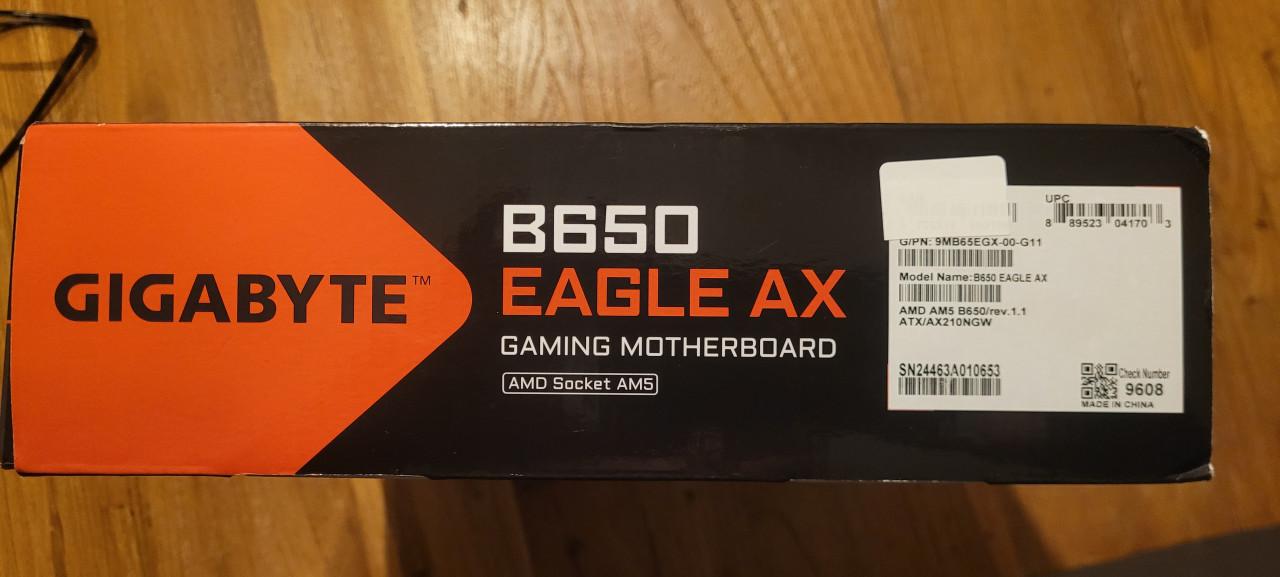 GIGABYTE™
B650
EAGLE AX
GAMING MOTHERBOARD
AMD Socket AM5
UPC
8 89523 04170 3
G/PN: 9MB65EGX-00-G11
Model Name:B650 EAGLE AX
AMD AM5 B650/rev.1.1
ATX/AX210NGW
SN24463A010653
Check Number
9608
MADE IN CHINA